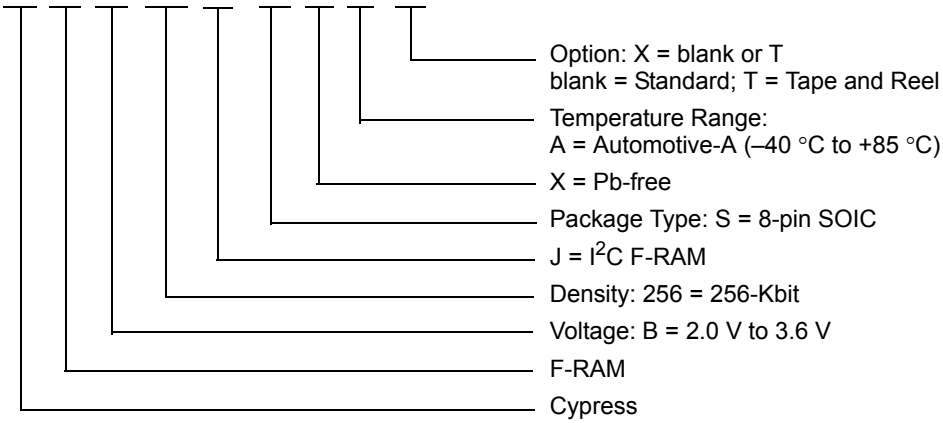 Option: X = blank or T
blank = Standard; T = Tape and Reel
Temperature Range:
A = Automotive-A (–40 °C to +85 °C)
X = Pb-free
Package Type: S = 8-pin SOIC
J = I²C F-RAM
Density: 256 = 256-Kbit
Voltage: B = 2.0 V to 3.6 V
F-RAM
Cypress